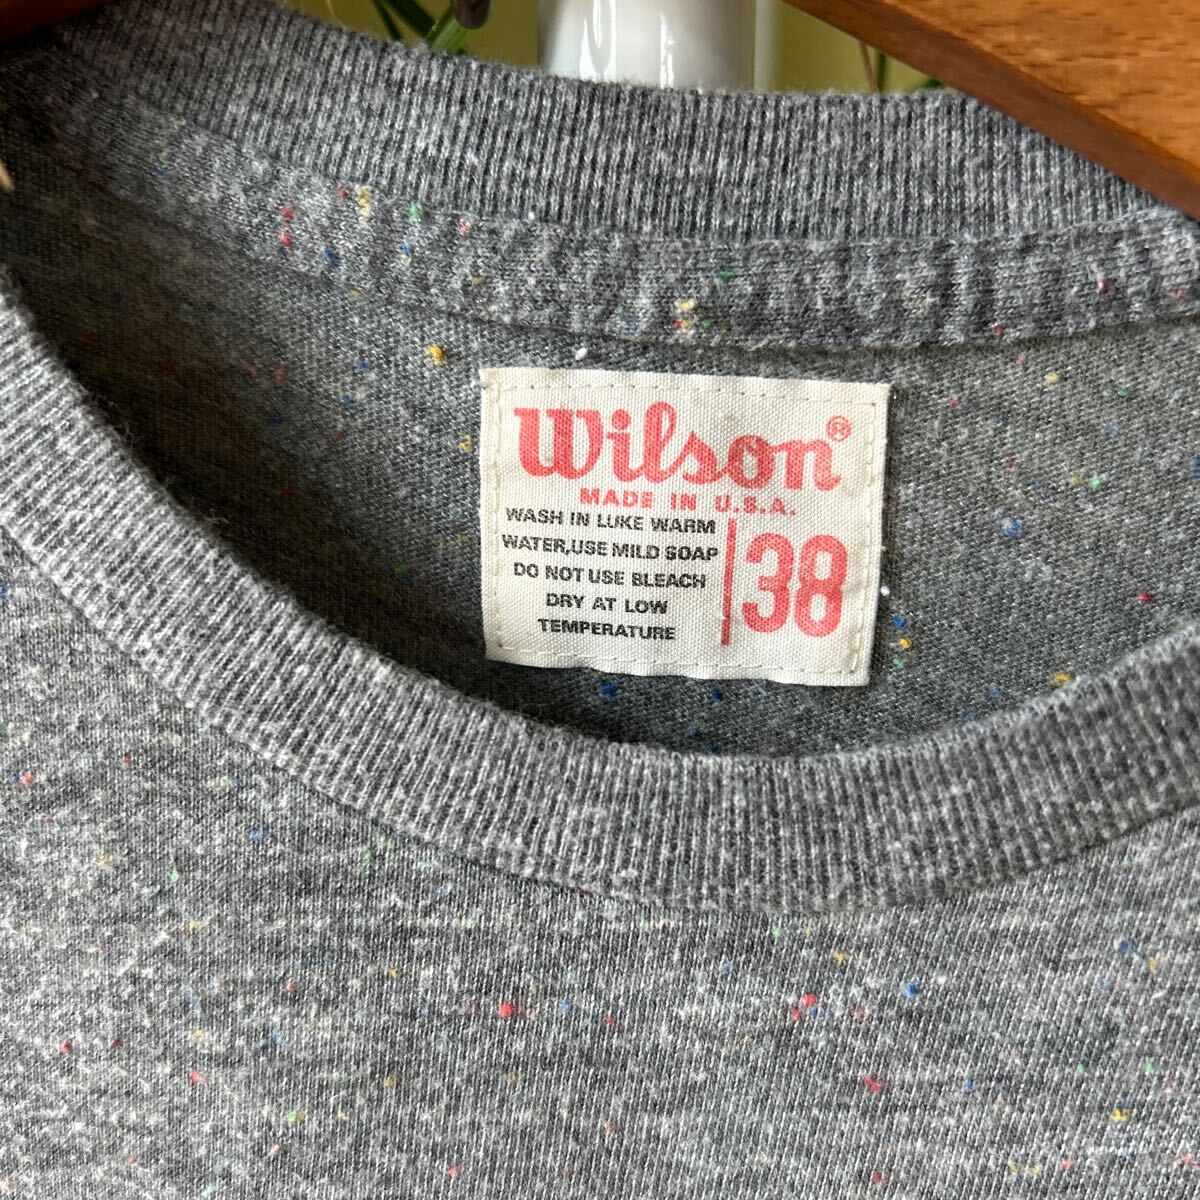 Wilson®
MADE IN U.S.A.
WASH IN LUKE WARM
WATER,USE MILD SOAP
DO NOT USE BLEACH
DRY AT LOW
TEMPERATURE
38